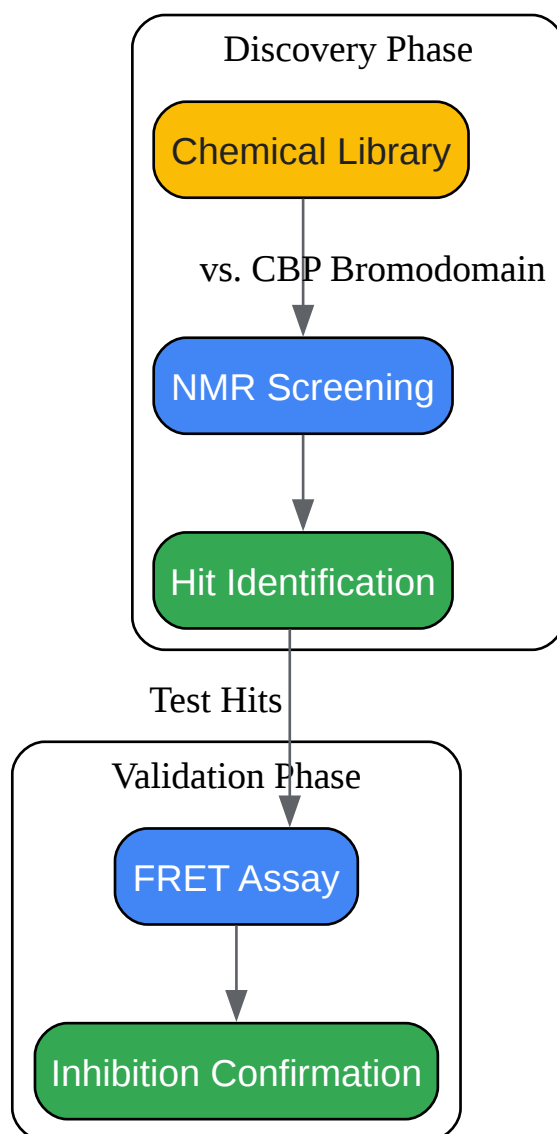 Discovery Phase
Chemical Library
vs. CBP Bromodomain
NMR Screening
Hit Identification
Test Hits
Validation Phase
FRET Assay
Inhibition Confirmation